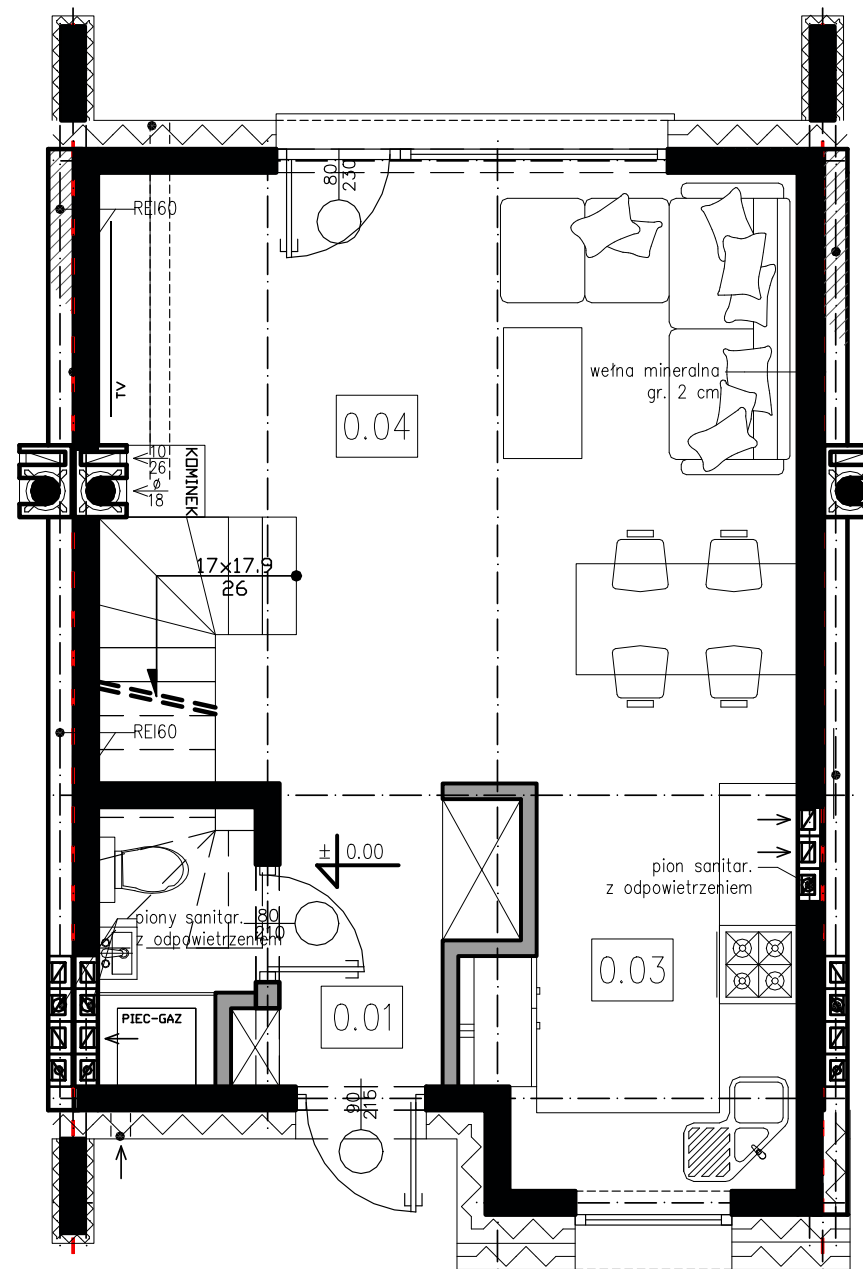 80
230
REI60
TV
wełna mineralna
gr. 2 cm
0.04
10
26
ø
18
KOMINEK
17x17.9
26
REI60
± 0.00
pion sanitar.
z odpowietrzeniem
piony sanitar.
z odpowietrzeniem
80
210
0.03
0.01
PIEC-GAZ
90
215